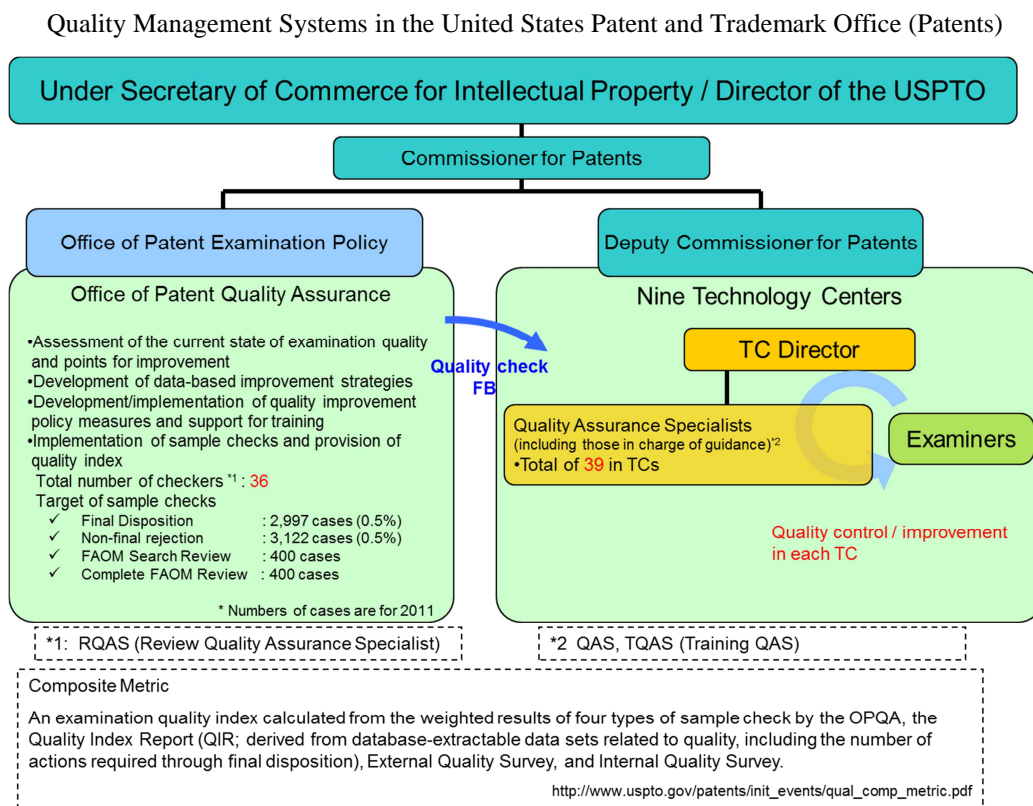 Quality Management Systems in the United States Patent and Trademark Office (Patents)
Under Secretary of Commerce for Intellectual Property / Director of the USPTO
Commissioner for Patents
Office of Patent Examination Policy
Office of Patent Quality Assurance
•Assessment of the current state of examination quality
and points for improvement
•Development of data-based improvement strategies
•Development/implementation of quality improvement
policy measures and support for training
•Implementation of sample checks and provision of
quality index
Total number of checkers *1 : 36
Target of sample checks
✓ Final Disposition : 2,997 cases (0.5%)
✓ Non-final rejection : 3,122 cases (0.5%)
✓ FAOM Search Review : 400 cases
✓ Complete FAOM Review : 400 cases
* Numbers of cases are for 2011
Quality check
FB
Deputy Commissioner for Patents
Nine Technology Centers
TC Director
Quality Assurance Specialists
(including those in charge of guidance)*2
•Total of 39 in TCs
Examiners
Quality control / improvement
in each TC
*1: RQAS (Review Quality Assurance Specialist)
*2 QAS, TQAS (Training QAS)
Composite Metric
An examination quality index calculated from the weighted results of four types of sample check by the OPQA, the
Quality Index Report (QIR; derived from database-extractable data sets related to quality, including the number of
actions required through final disposition), External Quality Survey, and Internal Quality Survey.
http://www.uspto.gov/patents/init_events/qual_comp_metric.pdf